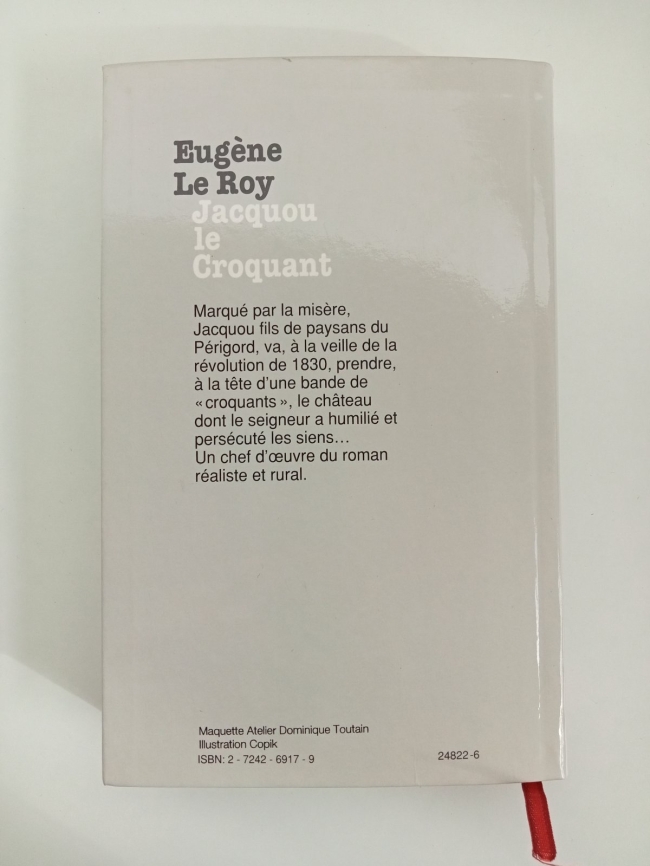 Eugène
Le Roy
Jacquou
le
Croquant
Marqué par la misère,
Jacquou fils de paysans du
Périgord, va, à la veille de la
révolution de 1830, prendre,
à la tête d'une bande de
«croquants», le château
dont le seigneur a humilié et
persécuté les siens...
Un chef d'œuvre du roman
réaliste et rural.
Maquette Atelier Dominique Toutain
Illustration Copik
ISBN: 2 - 7242 - 6917 - 9
24822-6